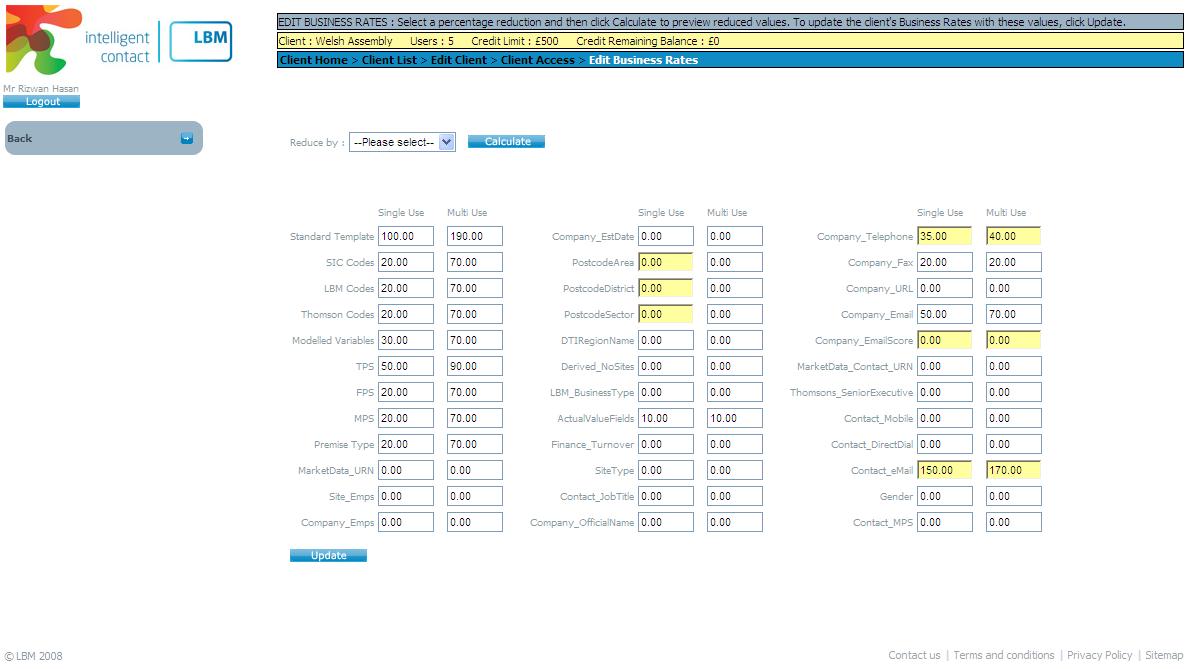 intelligent contact
LBM
EDIT BUSINESS RATES : Select a percentage reduction and then click Calculate to preview reduced values. To update the client's Business Rates with these values, click Update.
Client : Welsh Assembly Users : 5 Credit Limit : £500 Credit Remaining Balance : £0
Client Home > Client List > Edit Client > Client Access > Edit Business Rates
Mr Rizwan Hasan
Logout
Back
Reduce by : --Please select-- Calculate
Single Use Multi Use Single Use Multi Use Single Use Multi Use
Standard Template 100.00 190.00 Company_EstDate 0.00 0.00 Company_Telephone 35.00 40.00
SIC Codes 20.00 70.00 PostcodeArea 0.00 0.00 Company_Fax 20.00 20.00
LBM Codes 20.00 70.00 PostcodeDistrict 0.00 0.00 Company_URL 0.00 0.00
Thomson Codes 20.00 70.00 PostcodeSector 0.00 0.00 Company_Email 50.00 70.00
Modelled Variables 30.00 70.00 DTIRegionName 0.00 0.00 Company_EmailScore 0.00 0.00
TPS 50.00 90.00 Derived_NoSites 0.00 0.00 MarketData_Contact_URN 0.00 0.00
FPS 20.00 70.00 LBM_BusinessType 0.00 0.00 Thomsons_SeniorExecutive 0.00 0.00
MPS 20.00 70.00 ActualValueFields 10.00 10.00 Contact_Mobile 0.00 0.00
Premise Type 20.00 70.00 Finance_Turnover 0.00 0.00 Contact_DirectDial 0.00 0.00
MarketData_URN 0.00 0.00 SiteType 0.00 0.00 Contact_eMail 150.00 170.00
Site_Emps 0.00 0.00 Contact_JobTitle 0.00 0.00 Gender 0.00 0.00
Company_Emps 0.00 0.00 Company_OfficialName 0.00 0.00 Contact_MPS 0.00 0.00
Update
© LBM 2008
Contact us | Terms and conditions | Privacy Policy | Sitemap